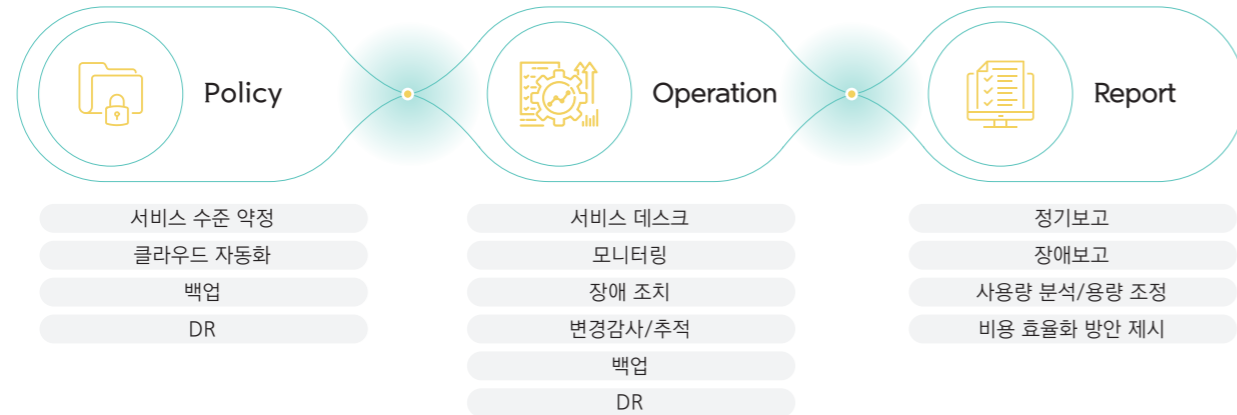 Policy
서비스 수준 약정
클라우드 자동화
백업
DR
Operation
서비스 데스크
모니터링
장애 조치
변경감사/추적
백업
DR
Report
정기보고
장애보고
사용량 분석/용량 조정
비용 효율화 방안 제시